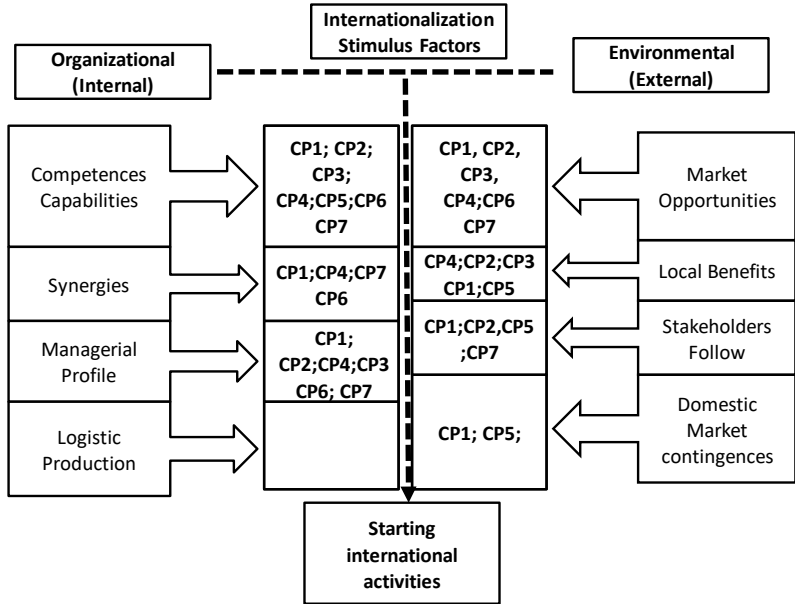 Internationalization
Stimulus Factors
Organizational
(Internal)
Environmental
(External)
Competences
Capabilities
CP1; CP2;
CP3;
CP4;CP5;CP6
CP7
CP1, CP2,
CP3,
CP4;CP6
CP7
Market
Opportunities
Synergies
CP1;CP4;CP7
CP6
CP4;CP2;CP3
CP1;CP5
Local Benefits
Managerial
Profile
CP1;
CP2;CP4;CP3
CP6; CP7
CP1;CP2,CP5
;CP7
Stakeholders
Follow
Logistic
Production
CP1; CP5;
Domestic
Market
contingences
Starting
international
activities